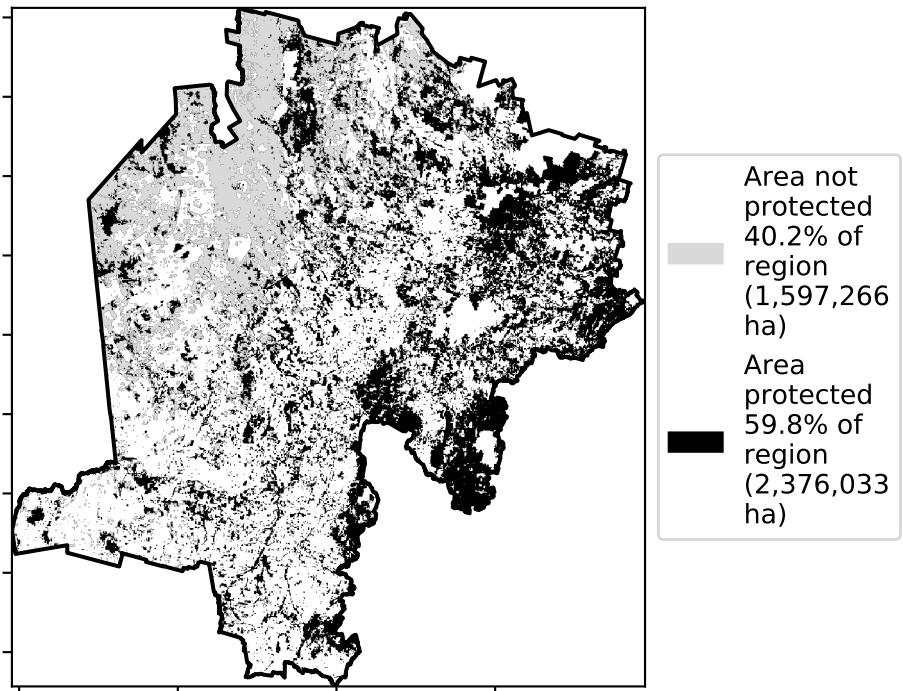 Area not
protected
40.2% of
region
(1,597,266
ha)
Area
protected
59.8% of
region
(2,376,033
ha)